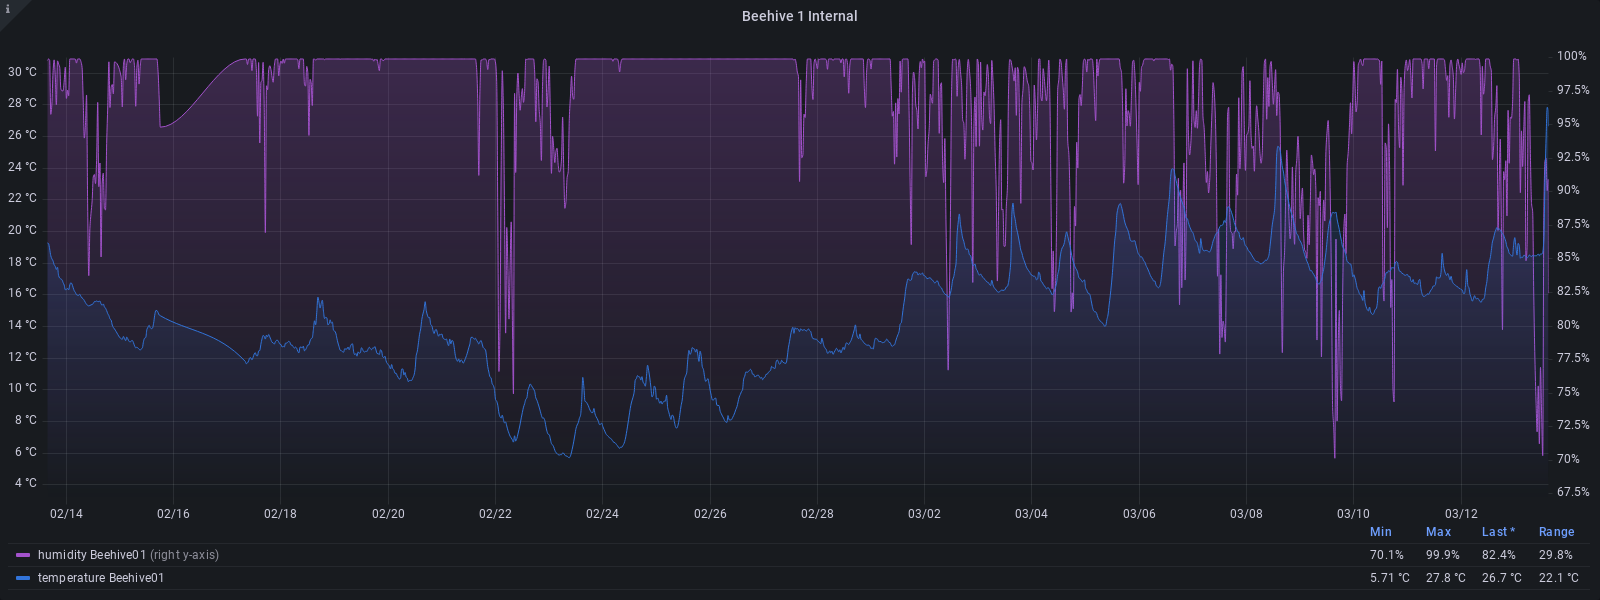 i
Beehive 1 Internal
30 °C
28 °C
26 °C
24 °C
22 °C
20 °C
18 °C
16 °C
14 °C
12 °C
10 °C
8 °C
6 °C
4 °C
100%
97.5%
95%
92.5%
90%
87.5%
85%
82.5%
80%
77.5%
75%
72.5%
70%
67.5%
02/14 02/16 02/18 02/20 02/22 02/24 02/26 02/28 03/02 03/04 03/06 03/08 03/10 03/12
Min Max Last * Range
humidity Beehive01 (right y-axis) 70.1% 99.9% 82.4% 29.8%
temperature Beehive01 5.71 °C 27.8 °C 26.7 °C 22.1 °C